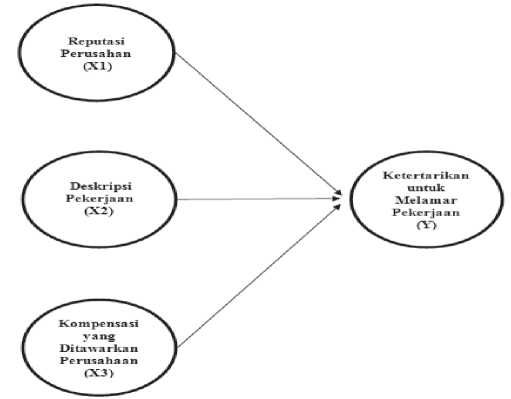 Reputasi
Perusahan
(X1)
Deskripsi
Pekerjaan
(X2)
Kompensasi
yang
Ditawarkan
Perusahaan
(X3)
Ketertarikan
untuk
Melamar
Pekerjaan
(Y)